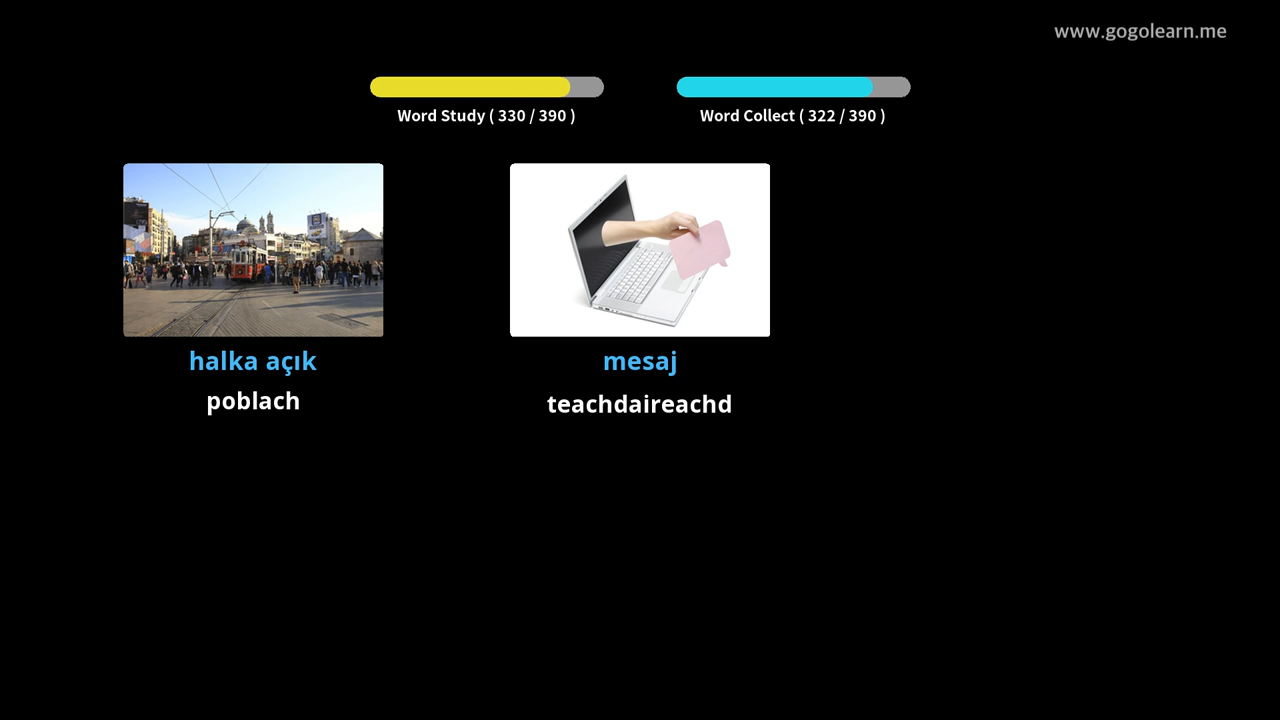 www.gogolearn.me
Word Study ( 330 / 390 )
Word Collect ( 322 / 390 )
halka açık
poblach
mesaj
teachdaireachd